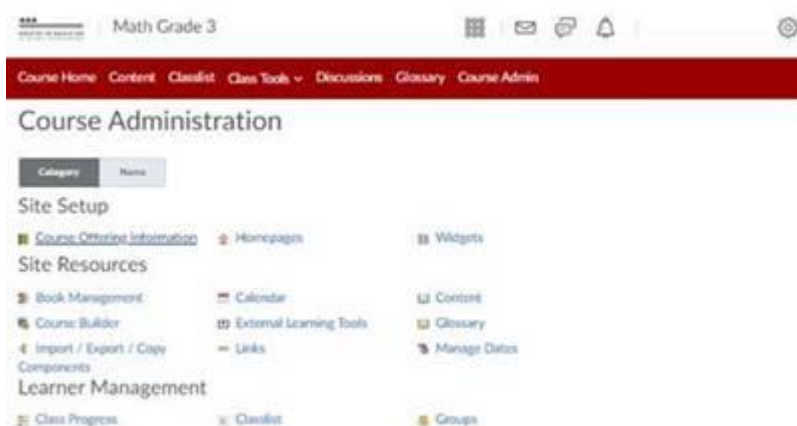 Math Grade 3
Course Home Content Classlist Class Tools Discussions Glossary Course Admin
Course Administration
Category Name
Site Setup
Course Offering Information Homepages Widgets
Site Resources
Book Management Calendar Content
Course Builder External Learning Tools Glossary
Import / Export / Copy Links Manage Dates
Components
Learner Management
Class Progress Classlist Groups